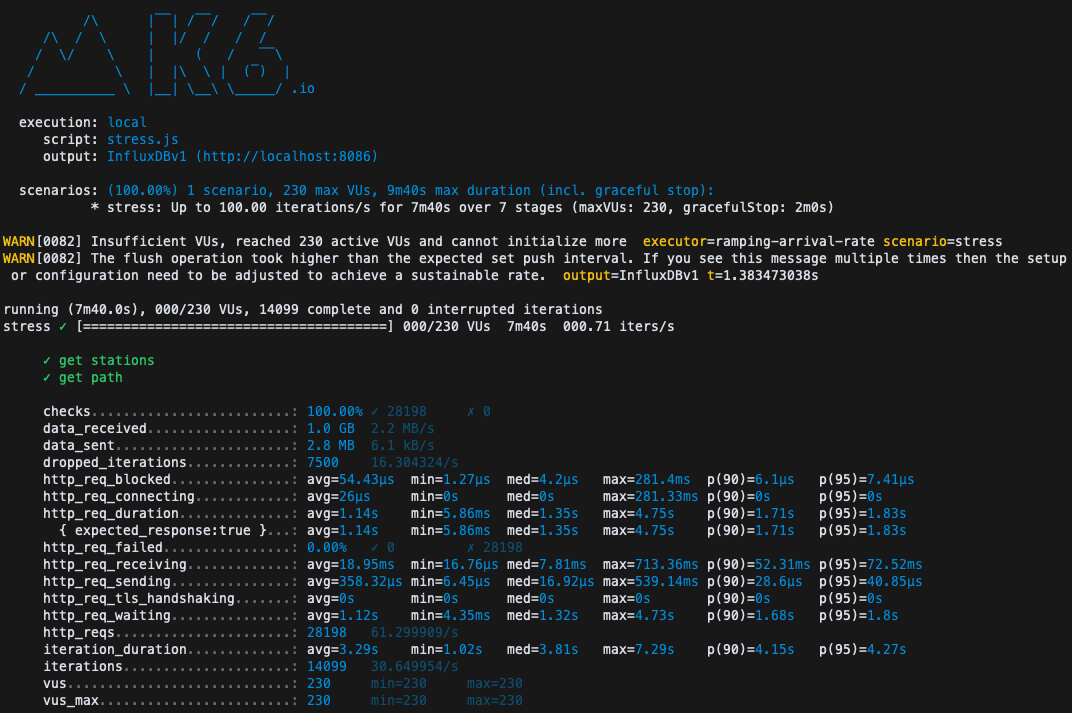 /\      |‾‾| /‾‾/   /‾‾/
     /\  /  \     |  |/  /   /  /
    /  \/    \    |     (   /   ‾‾\
   /          \   |  |\  \ |  (‾)  |
  / __________ \  |__| \__\ \_____/ .io
  execution: local
     script: stress.js
     output: InfluxDBv1 (http://localhost:8086)
  scenarios: (100.00%) 1 scenario, 230 max VUs, 9m40s max duration (incl. graceful stop):
           * stress: Up to 100.00 iterations/s for 7m40s over 7 stages (maxVUs: 230, gracefulStop: 2m0s)
WARN[0082] Insufficient VUs, reached 230 active VUs and cannot initialize more  executor=ramping-arrival-rate scenario=stress
WARN[0082] The flush operation took higher than the expected set push interval. If you see this message multiple times then the setup
 or configuration need to be adjusted to achieve a sustainable rate.  output=InfluxDBv1 t=1.383473038s
running (7m40.0s), 000/230 VUs, 14099 complete and 0 interrupted iterations
stress ✓ [======================================] 000/230 VUs  7m40s  000.71 iters/s
     ✓ get stations
     ✓ get path
     checks.........................: 100.00% ✓ 28198     ✗ 0
     data_received..................: 1.0 GB  2.2 MB/s
     data_sent......................: 2.8 MB  6.1 kB/s
     dropped_iterations.............: 7500    16.304324/s
     http_req_blocked...............: avg=54.43µs  min=1.27µs  med=4.2µs   max=281.4ms  p(90)=6.1µs   p(95)=7.41µs
     http_req_connecting............: avg=26µs     min=0s      med=0s      max=281.33ms p(90)=0s      p(95)=0s
     http_req_duration..............: avg=1.14s    min=5.86ms  med=1.35s   max=4.75s    p(90)=1.71s   p(95)=1.83s
       { expected_response:true }...: avg=1.14s    min=5.86ms  med=1.35s   max=4.75s    p(90)=1.71s   p(95)=1.83s
     http_req_failed................: 0.00%   ✓ 0         ✗ 28198
     http_req_receiving.............: avg=18.95ms  min=16.76µs med=7.81ms  max=713.36ms p(90)=52.31ms p(95)=72.52ms
     http_req_sending...............: avg=358.32µs min=6.45µs  med=16.92µs max=539.14ms p(90)=28.6µs  p(95)=40.85µs
     http_req_tls_handshaking.......: avg=0s       min=0s      med=0s      max=0s       p(90)=0s      p(95)=0s
     http_req_waiting...............: avg=1.12s    min=4.35ms  med=1.32s   max=4.73s    p(90)=1.68s   p(95)=1.8s
     http_reqs......................: 28198   61.299909/s
     iteration_duration.............: avg=3.29s    min=1.02s   med=3.81s   max=7.29s    p(90)=4.15s   p(95)=4.27s
     iterations.....................: 14099   30.649954/s
     vus............................: 230     min=230     max=230
     vus_max........................: 230     min=230     max=230